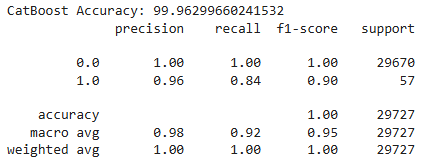 CatBoost Accuracy: 99.96299660241532
precision recall f1-score support
0.0 1.00 1.00 1.00 29670
1.0 0.96 0.84 0.90 57
accuracy 1.00 29727
macro avg 0.98 0.92 0.95 29727
weighted avg 1.00 1.00 1.00 29727